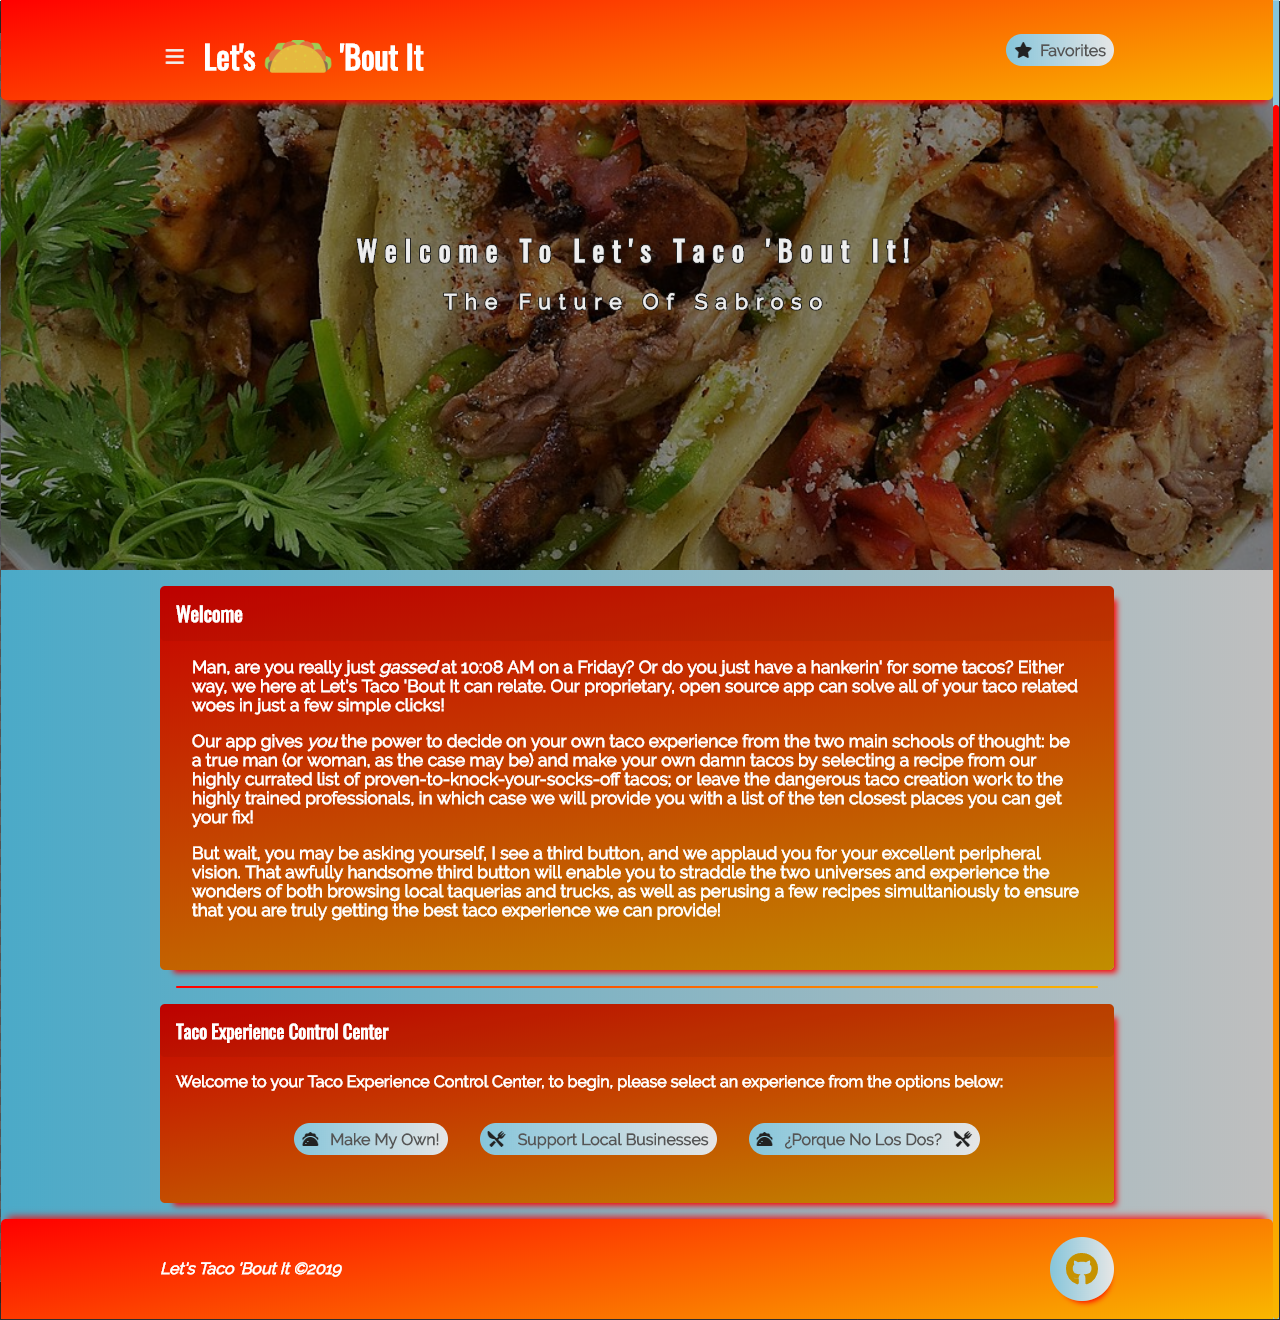 Let's 'Bout It
Favorites
Welcome To Let's Taco 'Bout It!
The Future Of Sabroso
Welcome
Man, are you really just gassed at 10:08 AM on a Friday? Or do you just have a hankerin' for some tacos? Either
way, we here at Let's Taco 'Bout It can relate. Our proprietary, open source app can solve all of your taco related
woes in just a few simple clicks!
Our app gives you the power to decide on your own taco experience from the two main schools of thought: be
a true man (or woman, as the case may be) and make your own damn tacos by selecting a recipe from our
highly currated list of proven-to-knock-your-socks-off tacos; or leave the dangerous taco creation work to the
highly trained professionals, in which case we will provide you with a list of the ten closest places you can get
your fix!
But wait, you may be asking yourself, I see a third button, and we applaud you for your excellent peripheral
vision. That awfully handsome third button will enable you to straddle the two universes and experience the
wonders of both browsing local taquerias and trucks, as well as perusing a few recipes simultaniously to ensure
that you are truly getting the best taco experience we can provide!
Taco Experience Control Center
Welcome to your Taco Experience Control Center, to begin, please select an experience from the options below:
Make My Own!
Support Local Businesses
¿Porque No Los Dos?
Let's Taco 'Bout It ©2019